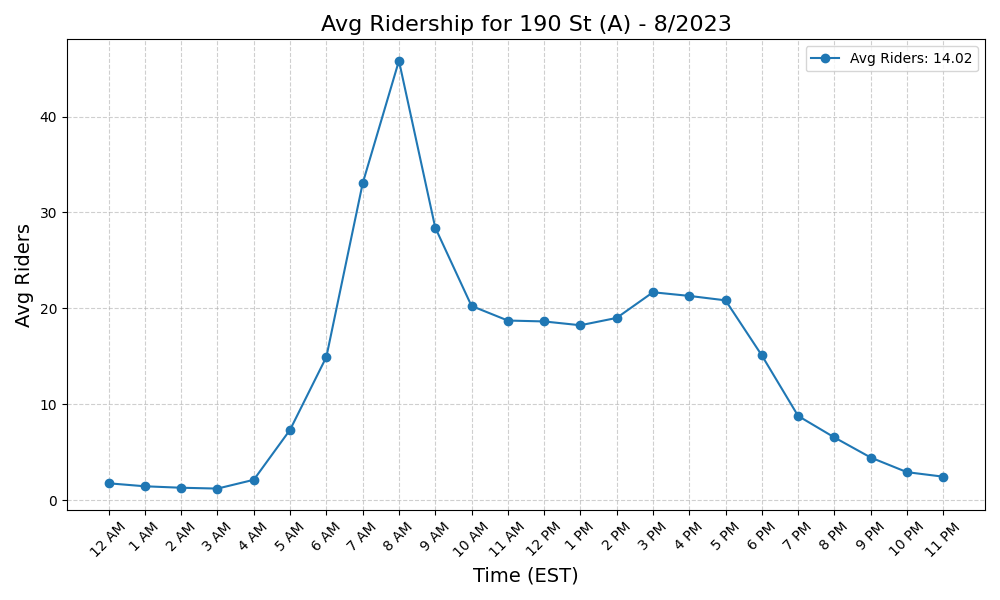 Avg Ridership for 190 St (A) - 8/2023
Avg Riders: 14.02
Avg Riders
40
30
20
10
0
12 AM
1 AM
2 AM
3 AM
4 AM
5 AM
6 AM
7 AM
8 AM
9 AM
10 AM
11 AM
12 PM
1 PM
2 PM
3 PM
4 PM
5 PM
6 PM
7 PM
8 PM
9 PM
10 PM
11 PM
Time (EST)